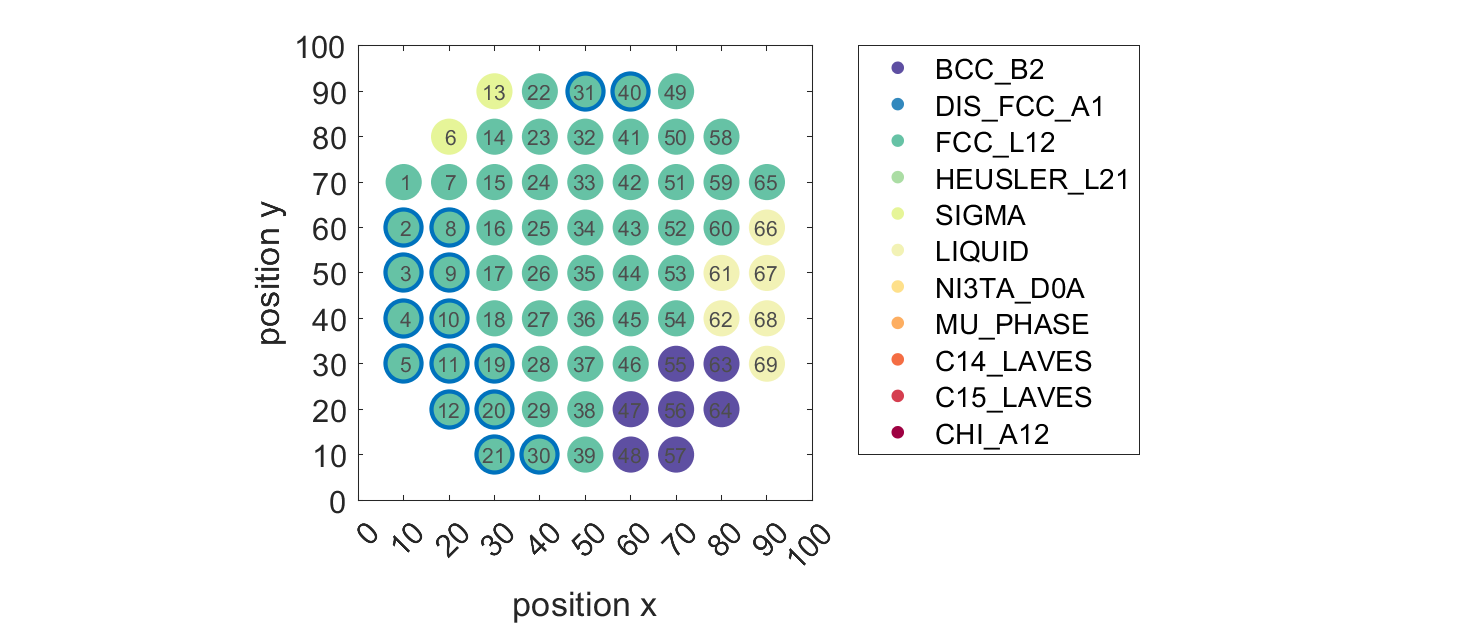 100
90
80
70
60
50
40
30
20
10
0
position y
13 22 31 40 49
6 14 23 32 41 50 58
1 7 15 24 33 42 51 59 65
2 8 16 25 34 43 52 60 66
3 9 17 26 35 44 53 61 67
4 10 18 27 36 45 54 62 68
5 11 19 28 37 46 55 63 69
12 20 29 38 47 56 64
21 30 39 48 57
0 10 20 30 40 50 60 70 80 90 100
position x
BCC_B2
DIS_FCC_A1
FCC_L12
HEUSLER_L21
SIGMA
LIQUID
NI3TA_D0A
MU_PHASE
C14_LAVES
C15_LAVES
CHI_A12